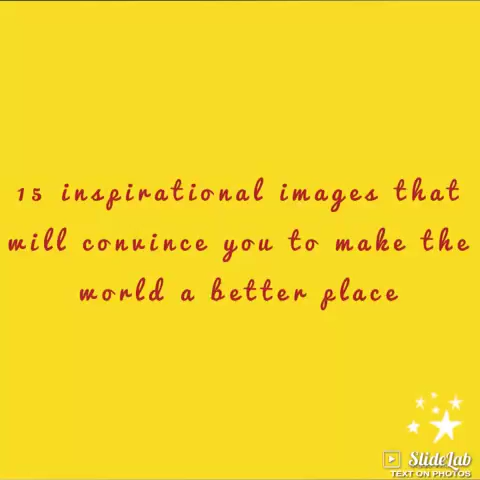 15 inspirational images that
will convince you to make the
world a better place
SlideLab
TEXT ON PHOTOS